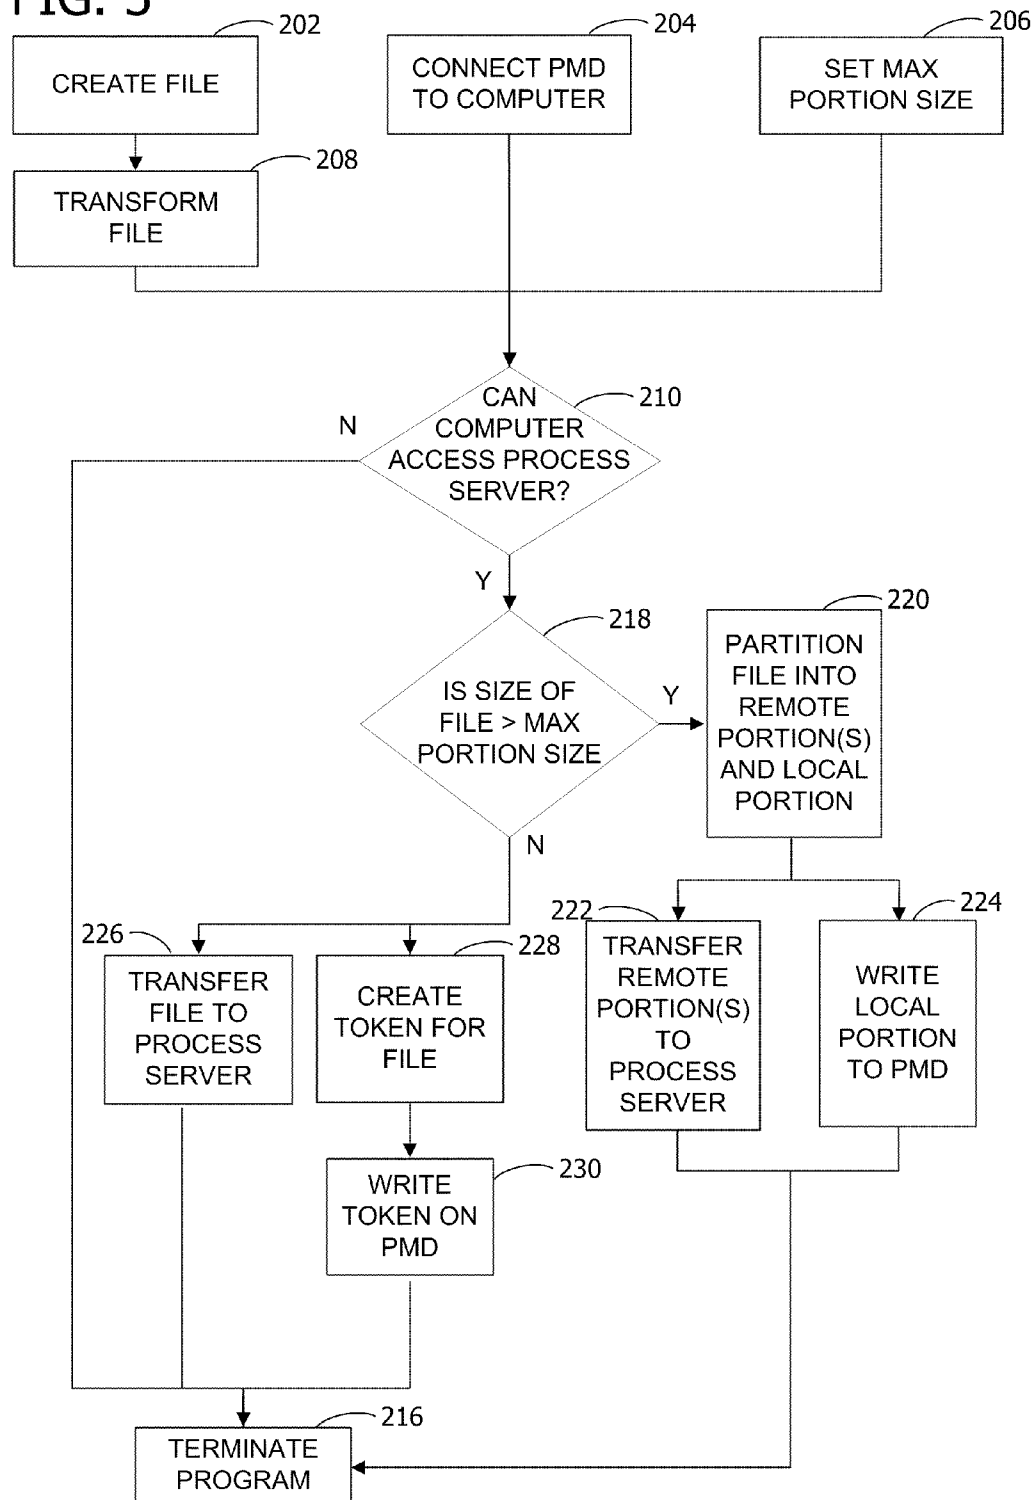 FIG. 3
202
204
206
CREATE FILE
CONNECT PMD
TO COMPUTER
SET MAX
PORTION SIZE
208
TRANSFORM
FILE
210
CAN
COMPUTER
ACCESS PROCESS
SERVER?
N
Y
218
IS SIZE OF
FILE > MAX
PORTION SIZE
Y
N
220
PARTITION
FILE INTO
REMOTE
PORTION(S)
AND LOCAL
PORTION
226
TRANSFER
FILE TO
PROCESS
SERVER
228
CREATE
TOKEN FOR
FILE
222
TRANSFER
REMOTE
PORTION(S)
TO
PROCESS
SERVER
224
WRITE
LOCAL
PORTION
TO PMD
230
WRITE
TOKEN ON
PMD
216
TERMINATE
PROGRAM